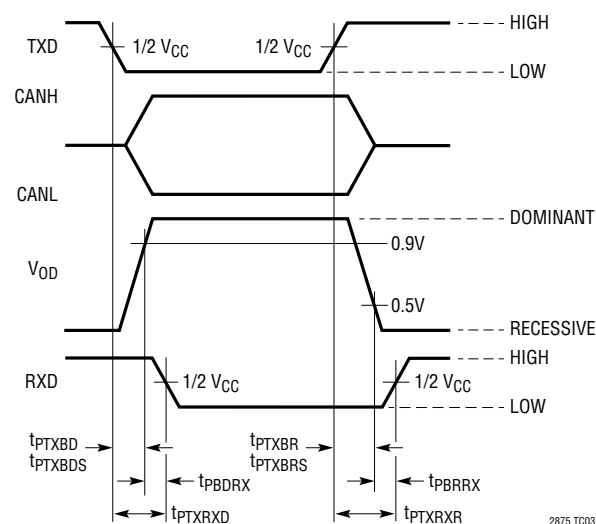 HIGH
TXD
1/2 VCC
1/2 VCC
LOW
CANH
CANL
DOMINANT
0.9V
VOD
0.5V
RECESSIVE
HIGH
RXD
1/2 VCC
1/2 VCC
LOW
tPTXBD
tPTXBDS
tPTXBR
tPTXBRS
tPBDRX
tPBRRX
tPTXRXD
tPTXRXR
2875 TC03